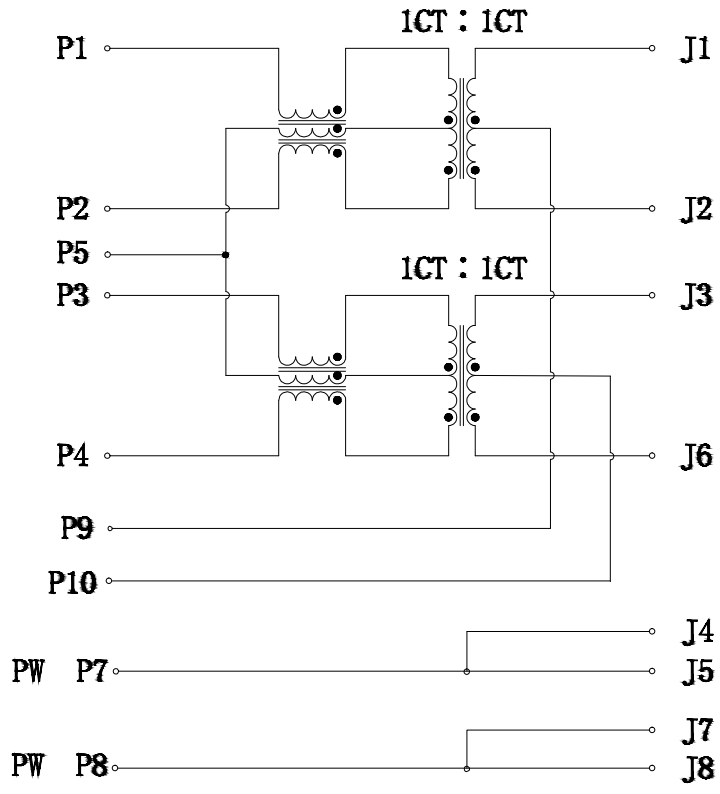 1CT : 1CT
P1 J1
P2 J2
P5
1CT : 1CT
P3 J3
P4 J6
P9
P10
J4
PW P7 J5
J7
PW P8 J8